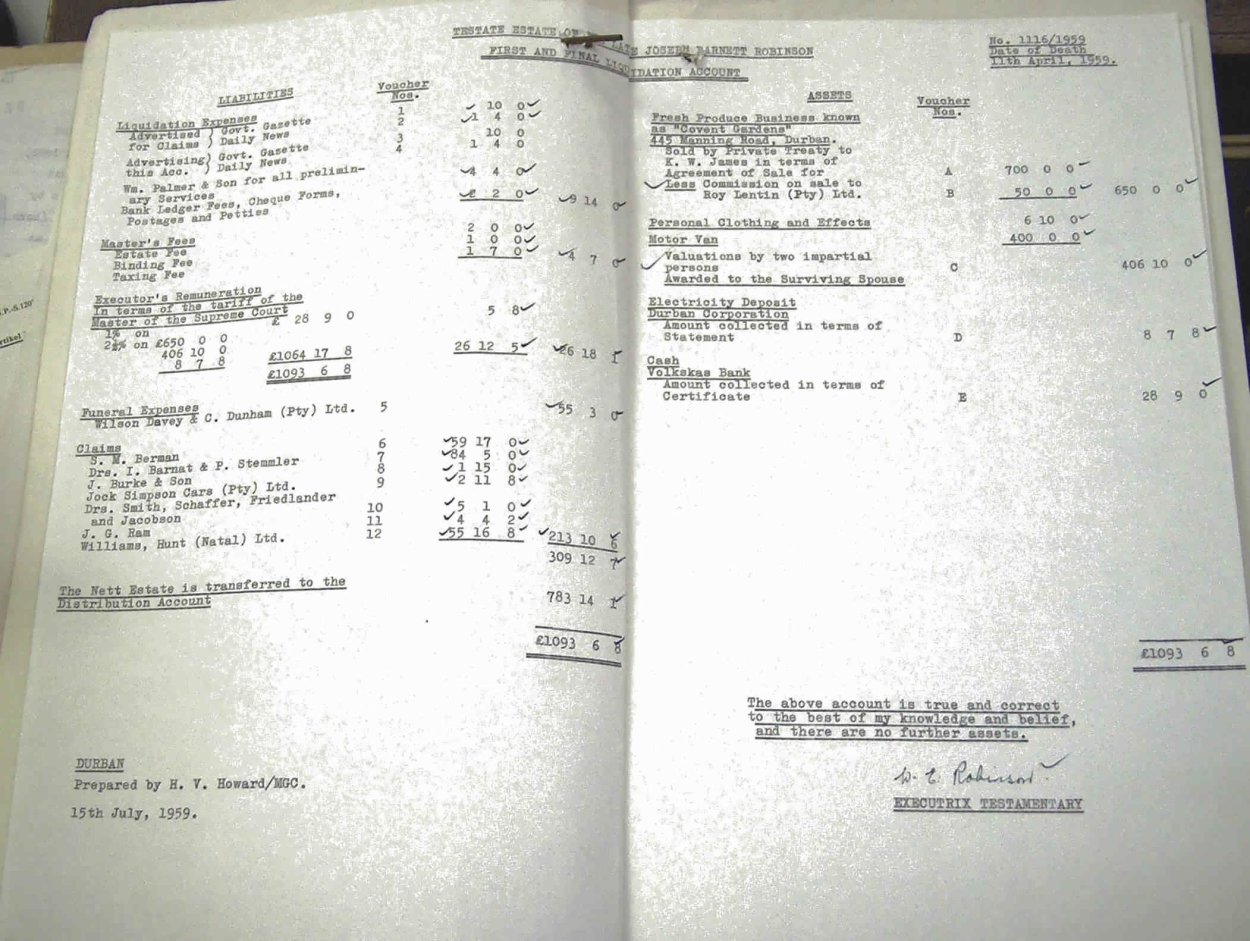 TESTATE ESTATE OF THE LATE JOSEPH BARNETT ROBINSON
FIRST AND FINAL LIQUIDATION ACCOUNT
No. 1116/1959
Date of Death
11th April, 1959.
LIABILITIES
Voucher
Nos.
Liquidation Expenses
Advertised ) Govt. Gazette 1 10 0
for Claims ) Daily News 2 1 4 0
Advertising) Govt. Gazette 3 10 0
this Acc. ) Daily News 4 1 4 0
Wm. Palmer & Son for all prelimin-
ary Services 4 4 0
Bank Ledger Fees, Cheque Forms,
Postages and Petties 2 2 0 9 14 0
Master's Fees
Estate Fee 2 0 0
Binding Fee 1 0 0
Taxing Fee 1 7 0 4 7 0
Executor's Remuneration
In terms of the tariff of the
Master of the Supreme Court
1% on £ 28 9 0 5 8
2½% on £650 0 0
406 10 0
8 7 8 £1064 17 8 26 12 5 26 18 1
£1093 6 8
Funeral Expenses
Wilson Davey & C. Dunham (Pty) Ltd. 5 55 3 0
Claims
S. M. Berman 6 59 17 0
Drs. I. Barnat & P. Stemmler 7 84 5 0
J. Burke & Son 8 1 15 0
Jock Simpson Cars (Pty) Ltd. 9 2 11 8
Drs. Smith, Schaffer, Friedlander
and Jacobson 10 5 1 0
J. G. Ram 11 4 4 2
Williams, Hunt (Natal) Ltd. 12 55 16 8 213 10 6
309 12 7
The Nett Estate is transferred to the
Distribution Account 783 14 1
£1093 6 8
DURBAN
Prepared by H. V. Howard/MGC.
15th July, 1959.
ASSETS
Voucher
Nos.
Fresh Produce Business known
as "Covent Gardens"
445 Manning Road, Durban.
Sold by Private Treaty to
K. W. James in terms of
Agreement of Sale for A 700 0 0
Less Commission on sale to
Roy Lentin (Pty) Ltd. B 50 0 0 650 0 0
Personal Clothing and Effects 6 10 0
Motor Van 400 0 0
Valuations by two impartial
persons C 406 10 0
Awarded to the Surviving Spouse
Electricity Deposit
Durban Corporation
Amount collected in terms of
Statement D 8 7 8
Cash
Volkskas Bank
Amount collected in terms of
Certificate E 28 9 0
£1093 6 8
The above account is true and correct
to the best of my knowledge and belief,
and there are no further assets.
W. E. Robinson
EXECUTRIX TESTAMENTARY